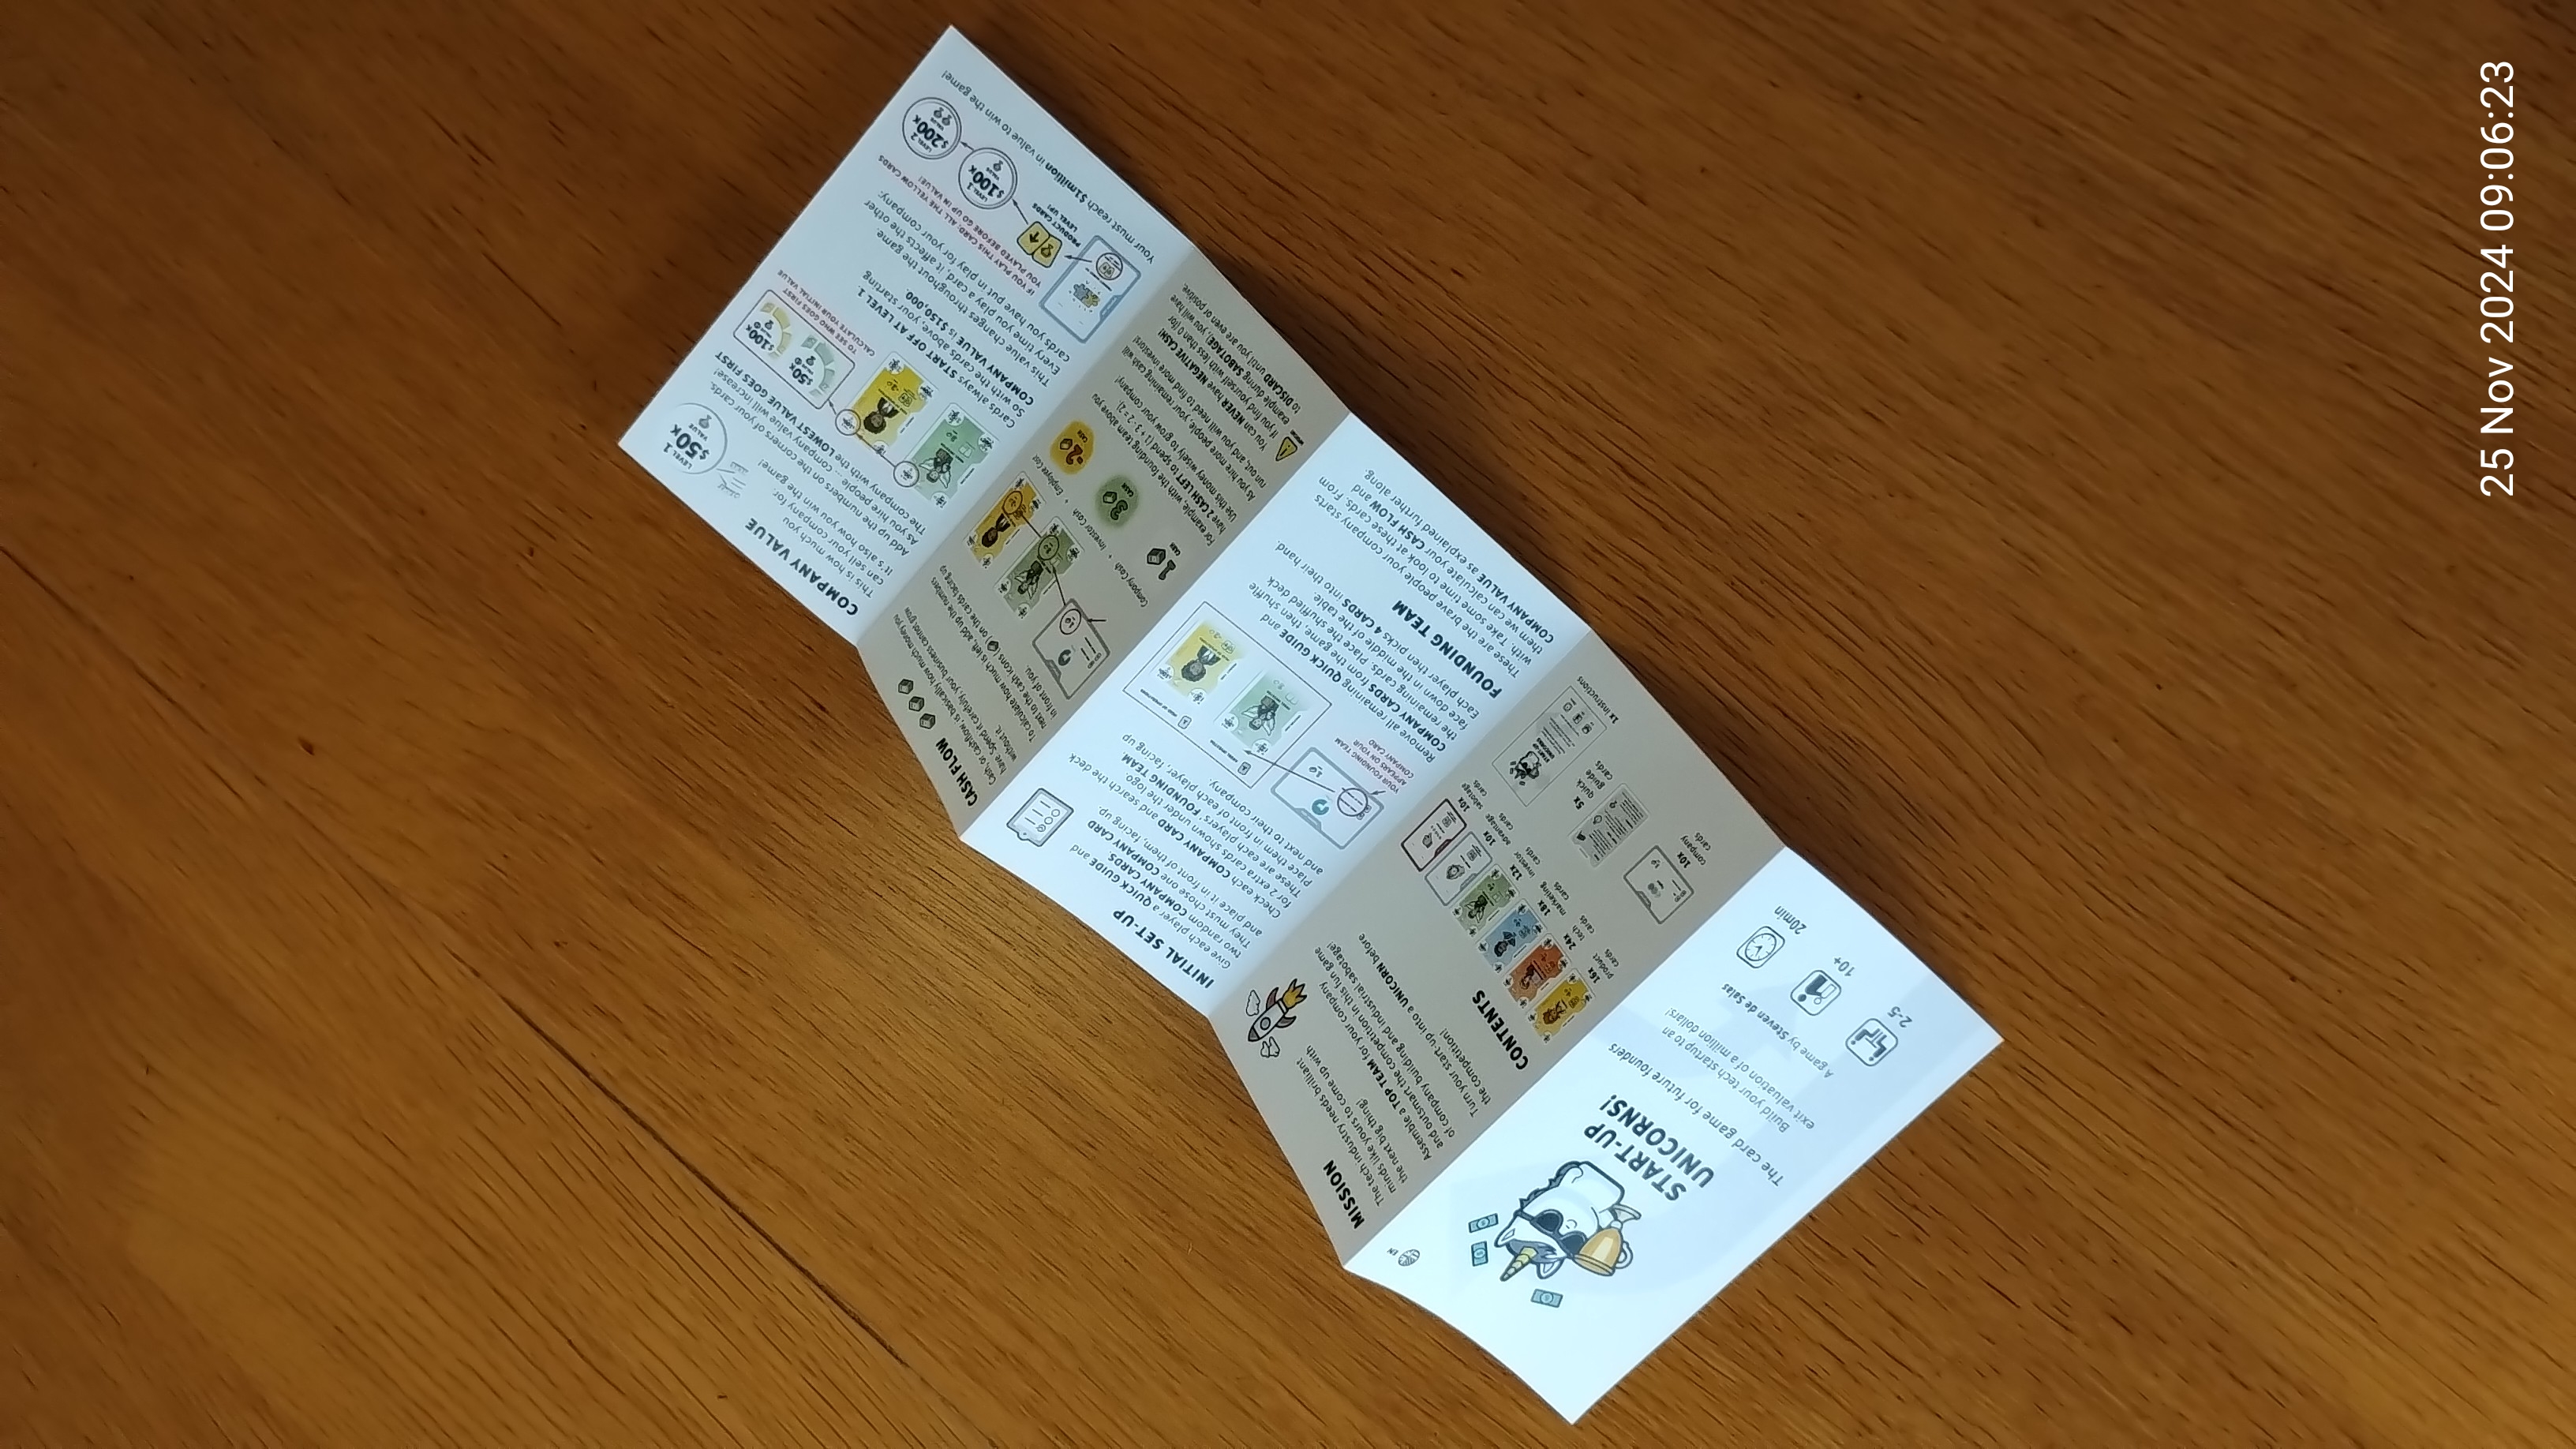 EN
START-UP
UNICORNS!
The card game for future founders
Build your tech startup to an
exit valuation of a million dollars!
A game by Steven de Salas
2-5
10+
20min
MISSION
The tech industry needs brilliant
minds like yours to come up with
the next big thing!
Assemble a TOP TEAM for your company
and outsmart the competition in this fun game
of company building and industrial sabotage!
Turn your start-up into a UNICORN before
the competition!
CONTENTS
16x
product
cards
24x
tech
cards
18x
marketing
cards
12x
investor
cards
10x
advantage
cards
10x
sabotage
cards
10x
company
cards
5x
quick
guide
cards
START-UP
UNICORNS!
1x instructions
INITIAL SET-UP
Give each player a QUICK GUIDE and
two random COMPANY CARDS.
They must chose one COMPANY CARD
and place it in front of them, facing up.
Check each COMPANY CARD and search the deck
for 2 extra cards shown under the logo.
These are each players' FOUNDING TEAM
Place them in front of each player, facing up
and next to their company.
YOUR FOUNDING TEAM
APPEARS ON YOUR
COMPANY CARD
Remove all remaining QUICK GUIDE and
COMPANY CARDS from the game, then shuffle
the remaining cards. Place the shuffled deck
face down in the middle of the table.
Each player then picks 4 CARDS into their hand.
FOUNDING TEAM
These are the brave people your company starts
with. Take some time to look at these cards. From
them we can calculate your CASH FLOW and
COMPANY VALUE as explained further along.
CASH FLOW
Cash, or cashflow, is basically how much money you
have. Spend it carefuly, your business cannot grow
without it.
To calculate how much is left, add up the numbers
next to the cash icons ( ) on the cards facing up
in front of you.
Company Cash + Investor Cash + Employee Cost
1
CASH
3
CASH
-2
CASH
For example, with the founding team above you
have 2 CASH LEFT to spend (1 + 3 - 2 = 2).
Use this money wisely to grow your company!
As you hire more people, your remaining cash will
run out, and you will need to find more investors!
You can NEVER have NEGATIVE CASH!
If you find yourself with less than 0 (for
example during SABOTAGE), you will have
to DISCARD until you are even or positive.
COMPANY VALUE
LEVEL 1
$50K
VALUE
This is how much you
can sell your company for.
It's also how you win the game!
Add up the numbers on the corners of your cards.
As you hire people ... company value will increase!
The company with the LOWEST VALUE GOES FIRST
$50K
$100K
TO SEE WHO GOES FIRST
CALCULATE YOUR INITIAL VALUE
Cards always START OFF AT LEVEL 1.
So with the cards above, your starting
COMPANY VALUE is $150,000.
This value changes throughout the game.
Every time you play a card, it affects the other
cards you have put in play for your company:
IF YOU PLAY THIS CARD: ALL THE YELLOW CARDS
YOU PLAYED BEFORE GO UP IN VALUE!
PRODUCT CARDS
LEVEL UP!
LEVEL 1
$100K
VALUE
LEVEL 2
$200K
VALUE
Your must reach $1million in value to win the game!
25 Nov 2024 09:06:23